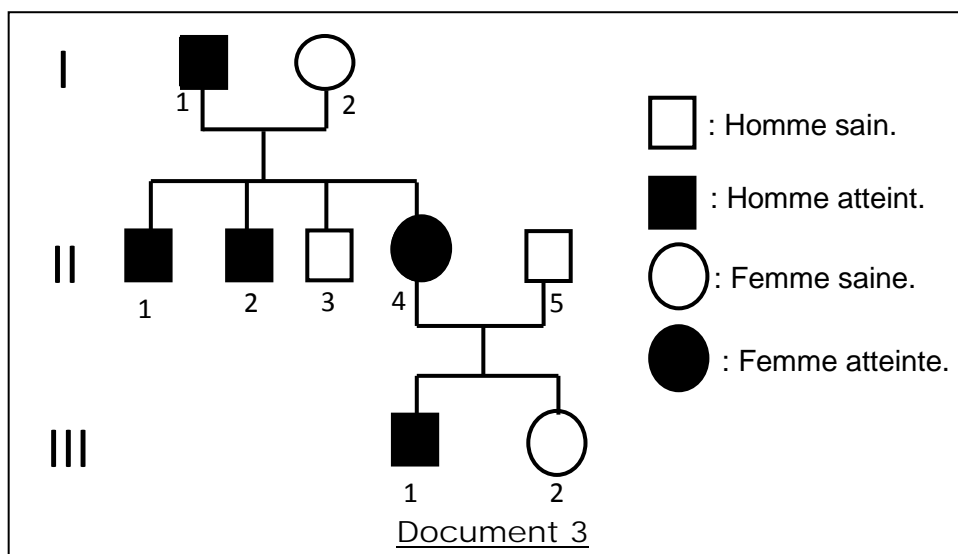 I
1
2
: Homme sain.
: Homme atteint.
II
1
2
3
4
5
: Femme saine.
: Femme atteinte.
III
1
2
Document 3